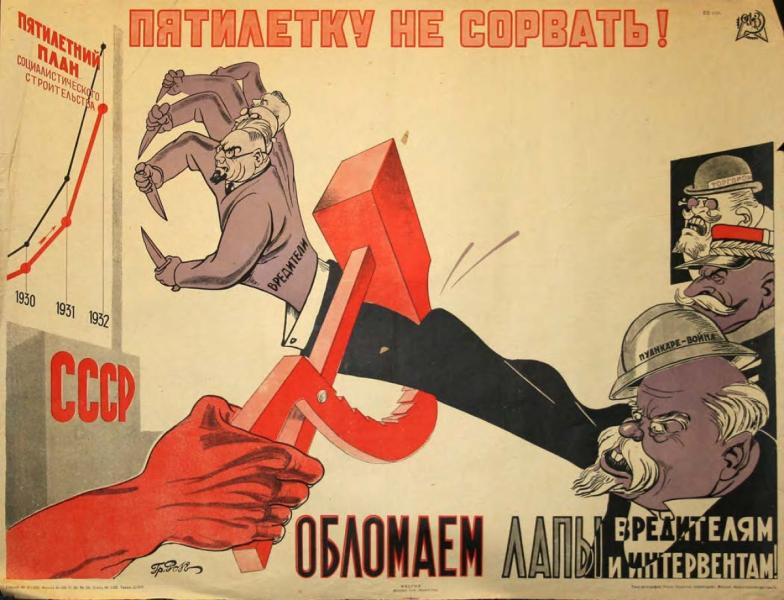 ПЯТИЛЕТКУ НЕ СОРВАТЬ!
ПЯТИЛЕТНИЙ
ПЛАН
СОЦИАЛИСТИЧЕСКОГО
СТРОИТЕЛЬСТВА
1930
1931
1932
СССР
ВРЕДИТЕЛИ
ТОРГПРОМ
ПУАНКАРЕ-ВОЙНА
ОБЛОМАЕМ ЛАПЫ ВРЕДИТЕЛЯМ
И ИНТЕРВЕНТАМ!